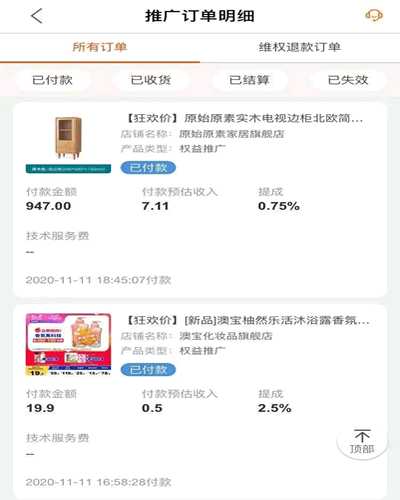 推广订单明细
所有订单
维权退款订单
已付款
已收货
已结算
已失效
【狂欢价】原始原素实木电视边柜北欧简...
店铺名称：原始原素家居旗舰店
产品类型：权益推广
已付款
付款金额
付款预估收入
提成
947.00
7.11
0.75%
技术服务费
--
2020-11-11 18:45:07付款
【狂欢价】[新品]澳宝柚然乐活沐浴露香氛...
店铺名称：澳宝化妆品旗舰店
产品类型：权益推广
已付款
付款金额
付款预估收入
提成
19.9
0.5
2.5%
技术服务费
--
2020-11-11 16:58:28付款
顶部